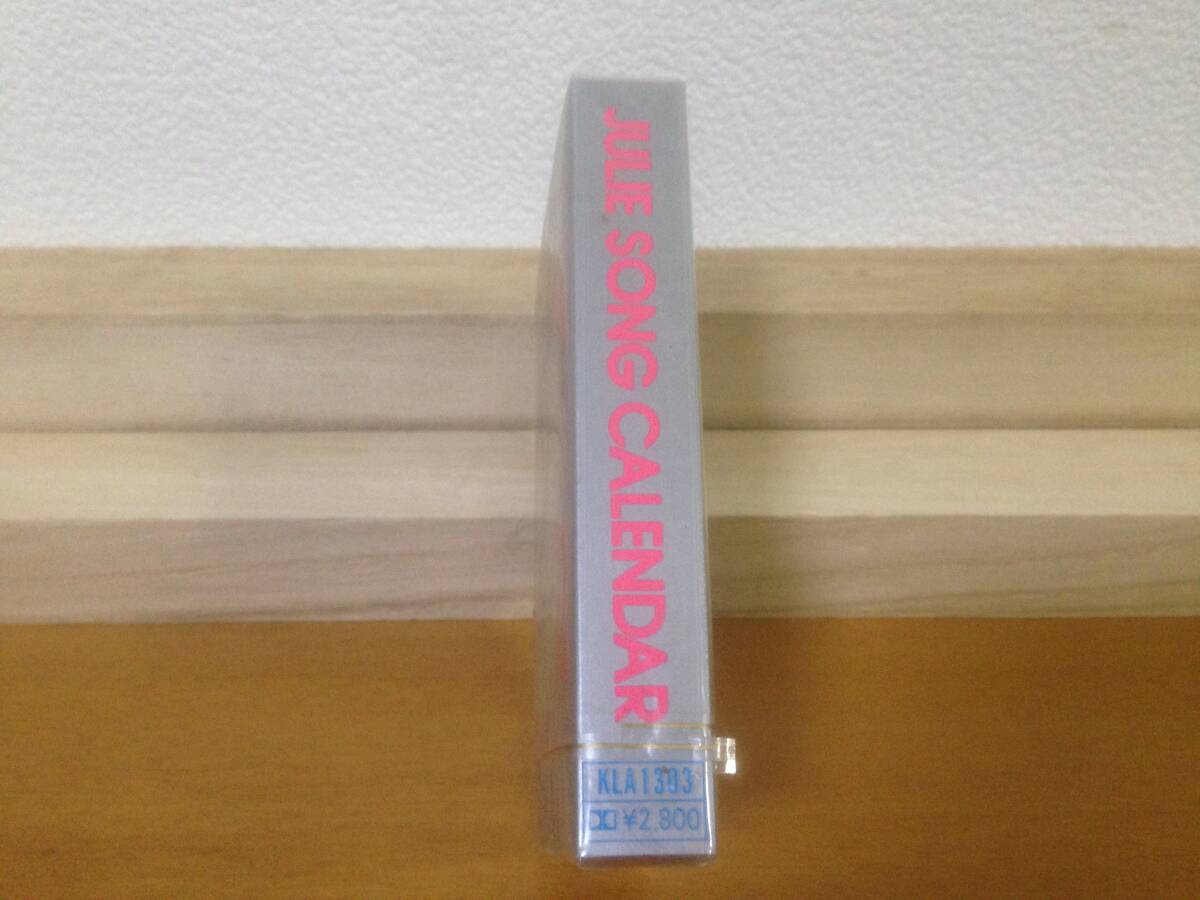 JULIE SONG CALENDAR
KLA1303
¥2,800